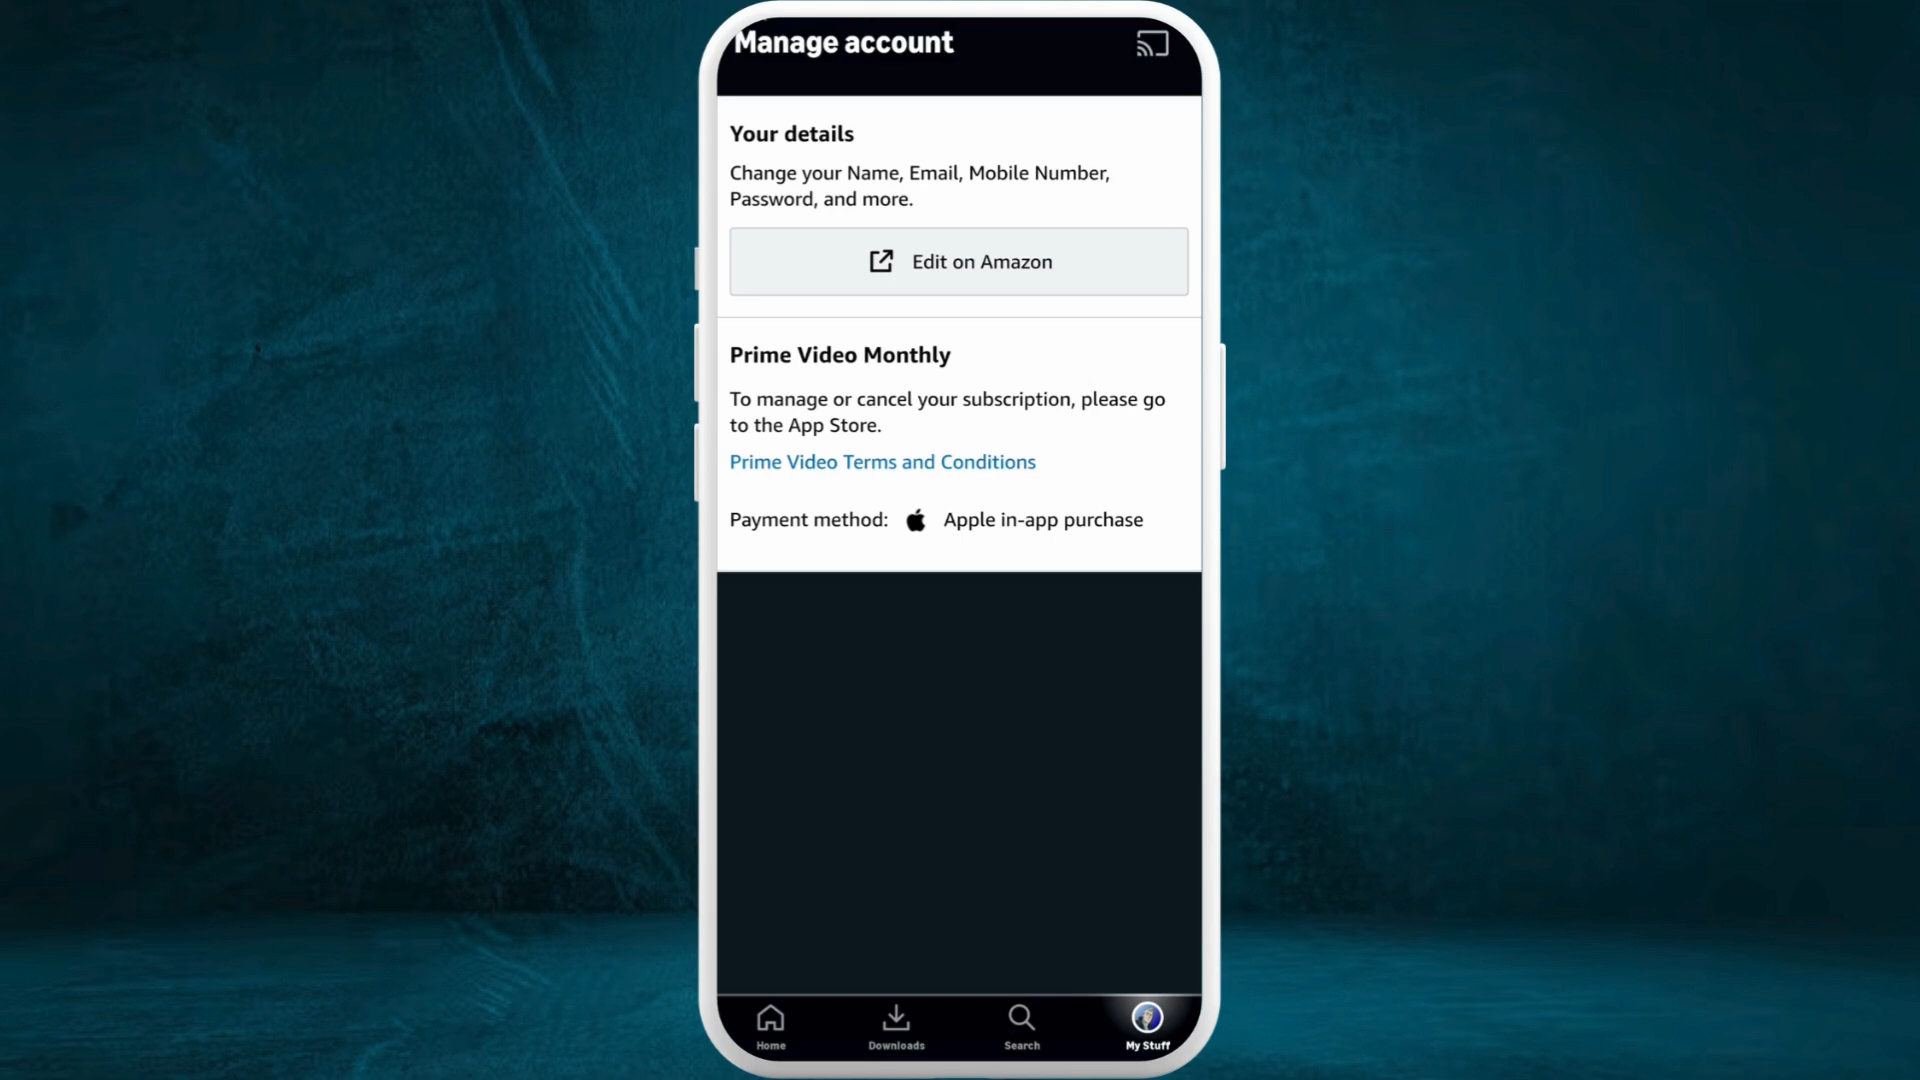 Manage account
Your details
Change your Name, Email, Mobile Number,
Password, and more.
Edit on Amazon
Prime Video Monthly
To manage or cancel your subscription, please go
to the App Store.
Prime Video Terms and Conditions
Payment method: Apple in-app purchase
Home Downloads Search My Stuff